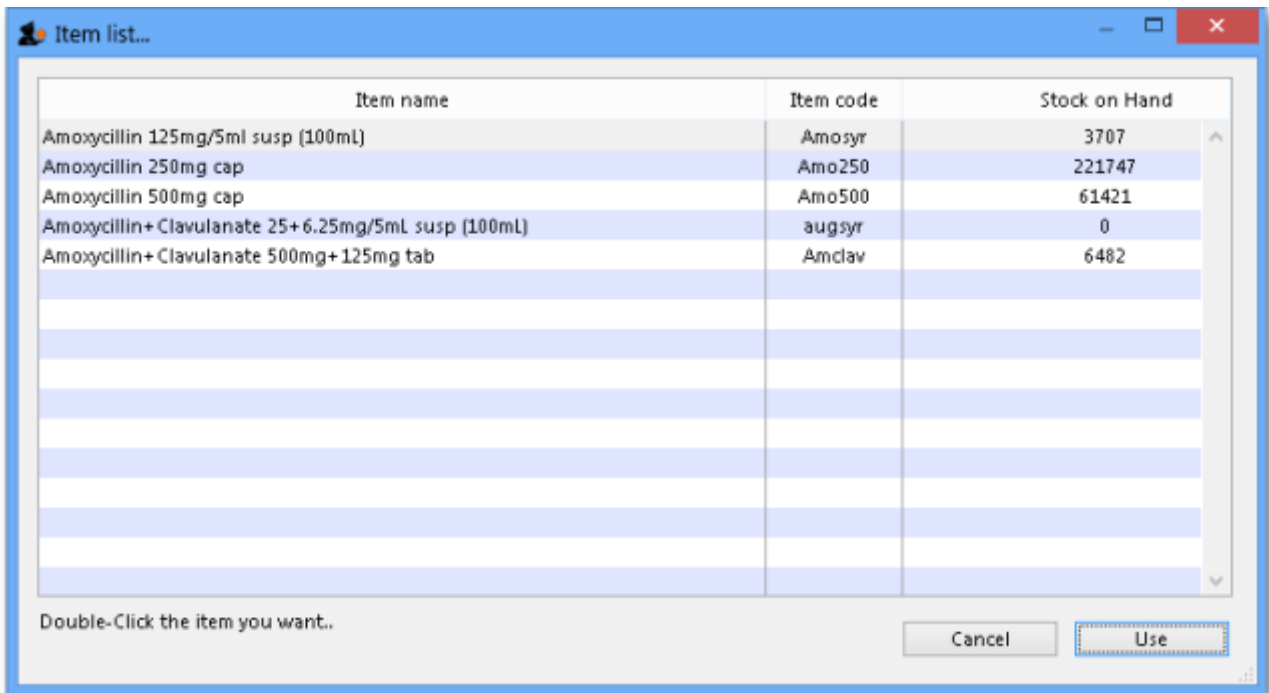 Item list...
Item name Item code Stock on Hand
Amoxycillin 125mg/5ml susp (100mL) Amosyr 3707
Amoxycillin 250mg cap Amo250 221747
Amoxycillin 500mg cap Amo500 61421
Amoxycillin+Clavulanate 25+6.25mg/5mL susp (100mL) augsyr 0
Amoxycillin+Clavulanate 500mg+125mg tab Amclav 6482
Double-Click the item you want..
Cancel Use